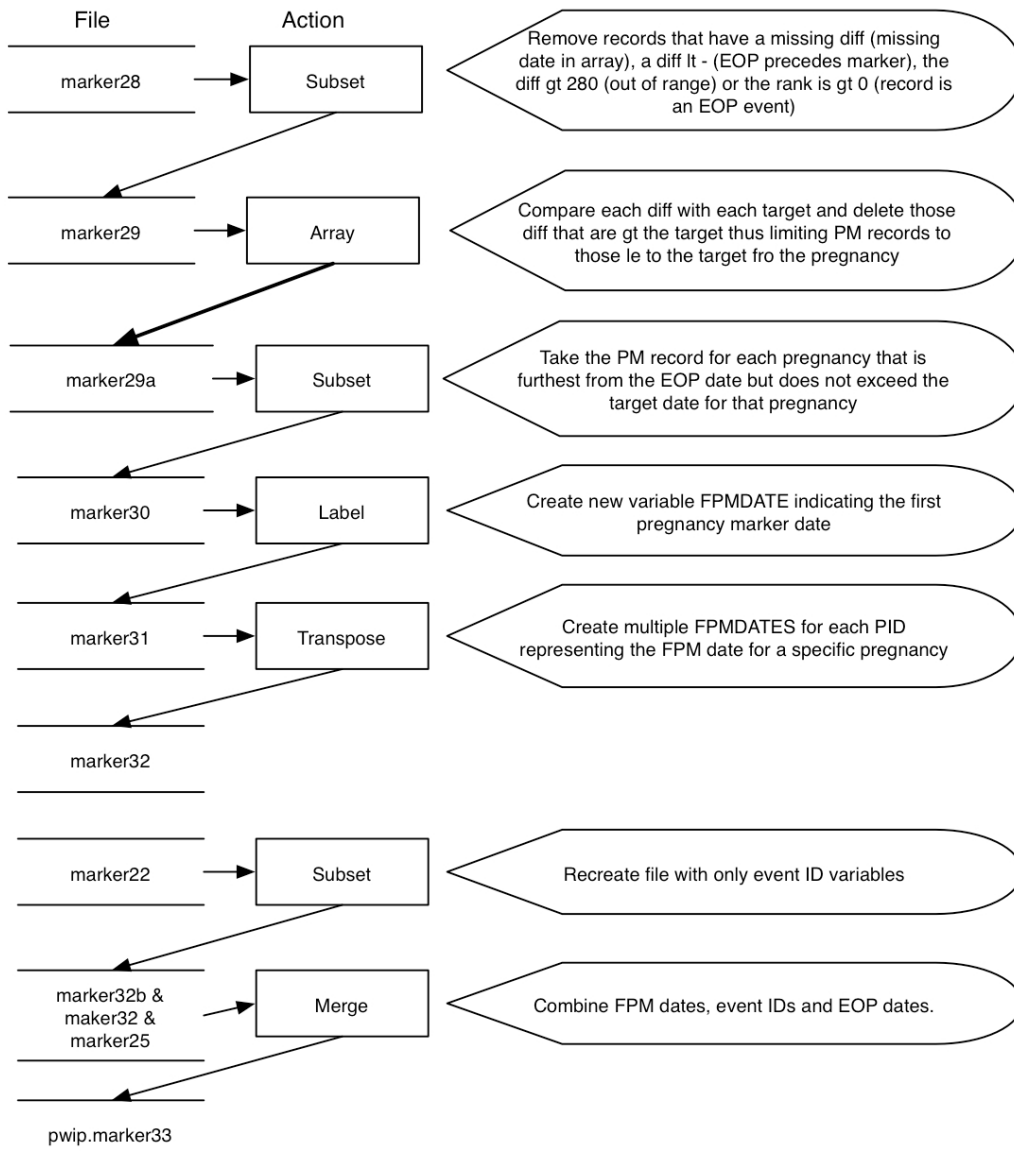 File
Action
marker28
Subset
Remove records that have a missing diff (missing
date in array), a diff lt - (EOP precedes marker), the
diff gt 280 (out of range) or the rank is gt 0 (record is
an EOP event)
marker29
Array
Compare each diff with each target and delete those
diff that are gt the target thus limiting PM records to
those le to the target fro the pregnancy
marker29a
Subset
Take the PM record for each pregnancy that is
furthest from the EOP date but does not exceed the
target date for that pregnancy
marker30
Label
Create new variable FPMDATE indicating the first
pregnancy marker date
marker31
Transpose
Create multiple FPMDATES for each PID
representing the FPM date for a specific pregnancy
marker32
marker22
Subset
Recreate file with only event ID variables
marker32b &
maker32 &
marker25
Merge
Combine FPM dates, event IDs and EOP dates.
pwip.marker33